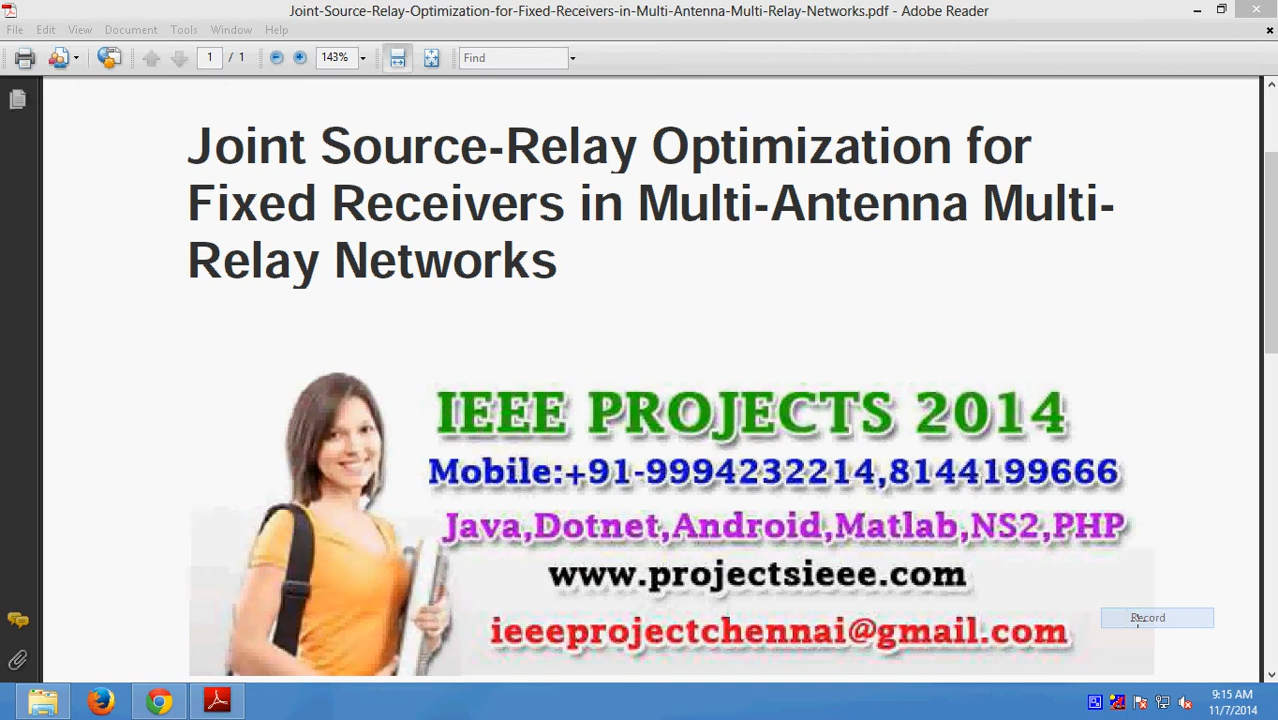 Joint-Source-Relay-Optimization-for-Fixed-Receivers-in-Multi-Antenna-Multi-Relay-Networks.pdf - Adobe Reader
File Edit View Document Tools Window Help
1 / 1 143% Find
Joint Source-Relay Optimization for
Fixed Receivers in Multi-Antenna Multi-
Relay Networks
IEEE PROJECTS 2014
Mobile:+91-9994232214,8144199666
Java,Dotnet,Android,Matlab,NS2,PHP
www.projectsieee.com
ieeeprojectchennai@gmail.com
Record
9:15 AM
11/7/2014